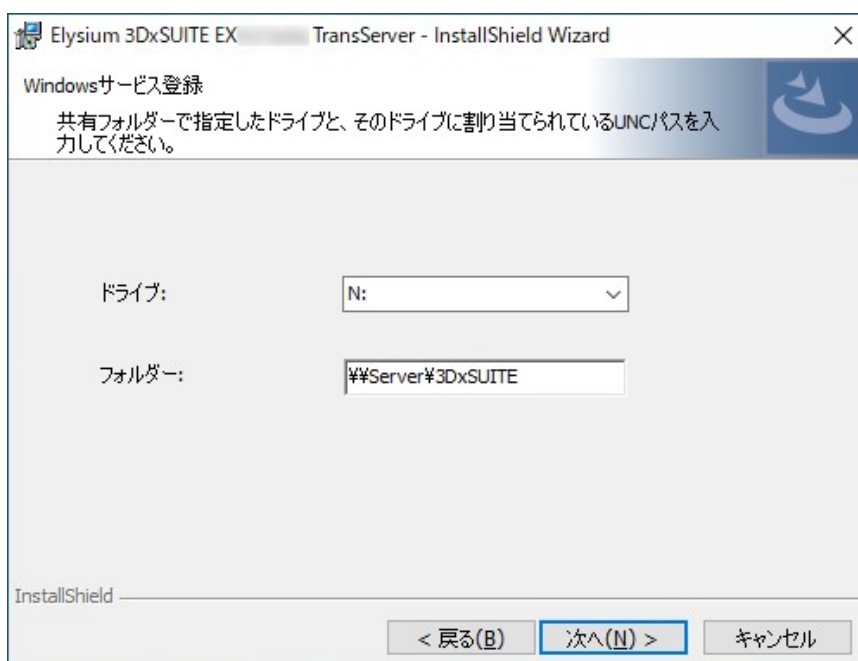 Elysium 3DxSUITE EX TransServer - InstallShield Wizard
Windowsサービス登録
共有フォルダーで指定したドライブと、そのドライブに割り当てられているUNCパスを入
力してください。
ドライブ:
N:
フォルダー:
¥¥Server¥3DxSUITE
InstallShield
< 戻る(B)
次へ(N) >
キャンセル